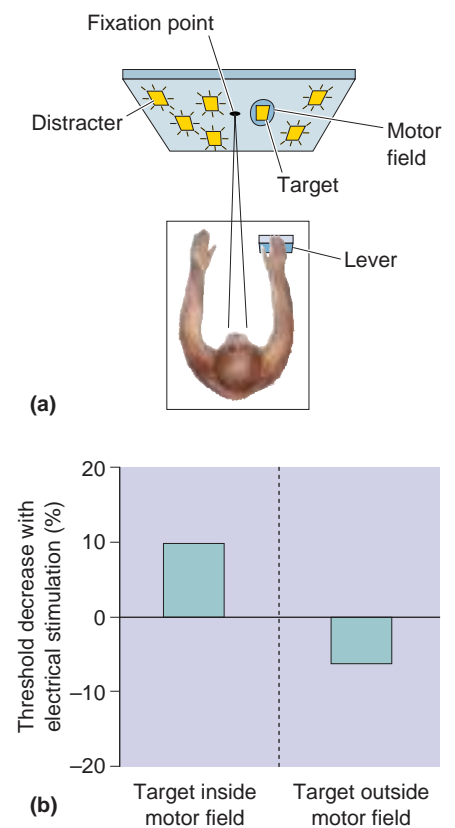 Fixation point
Distracter
Motor
field
Target
Lever
(a)
Threshold decrease with
electrical stimulation (%)
20
10
0
–10
–20
Target inside
motor field
Target outside
motor field
(b)